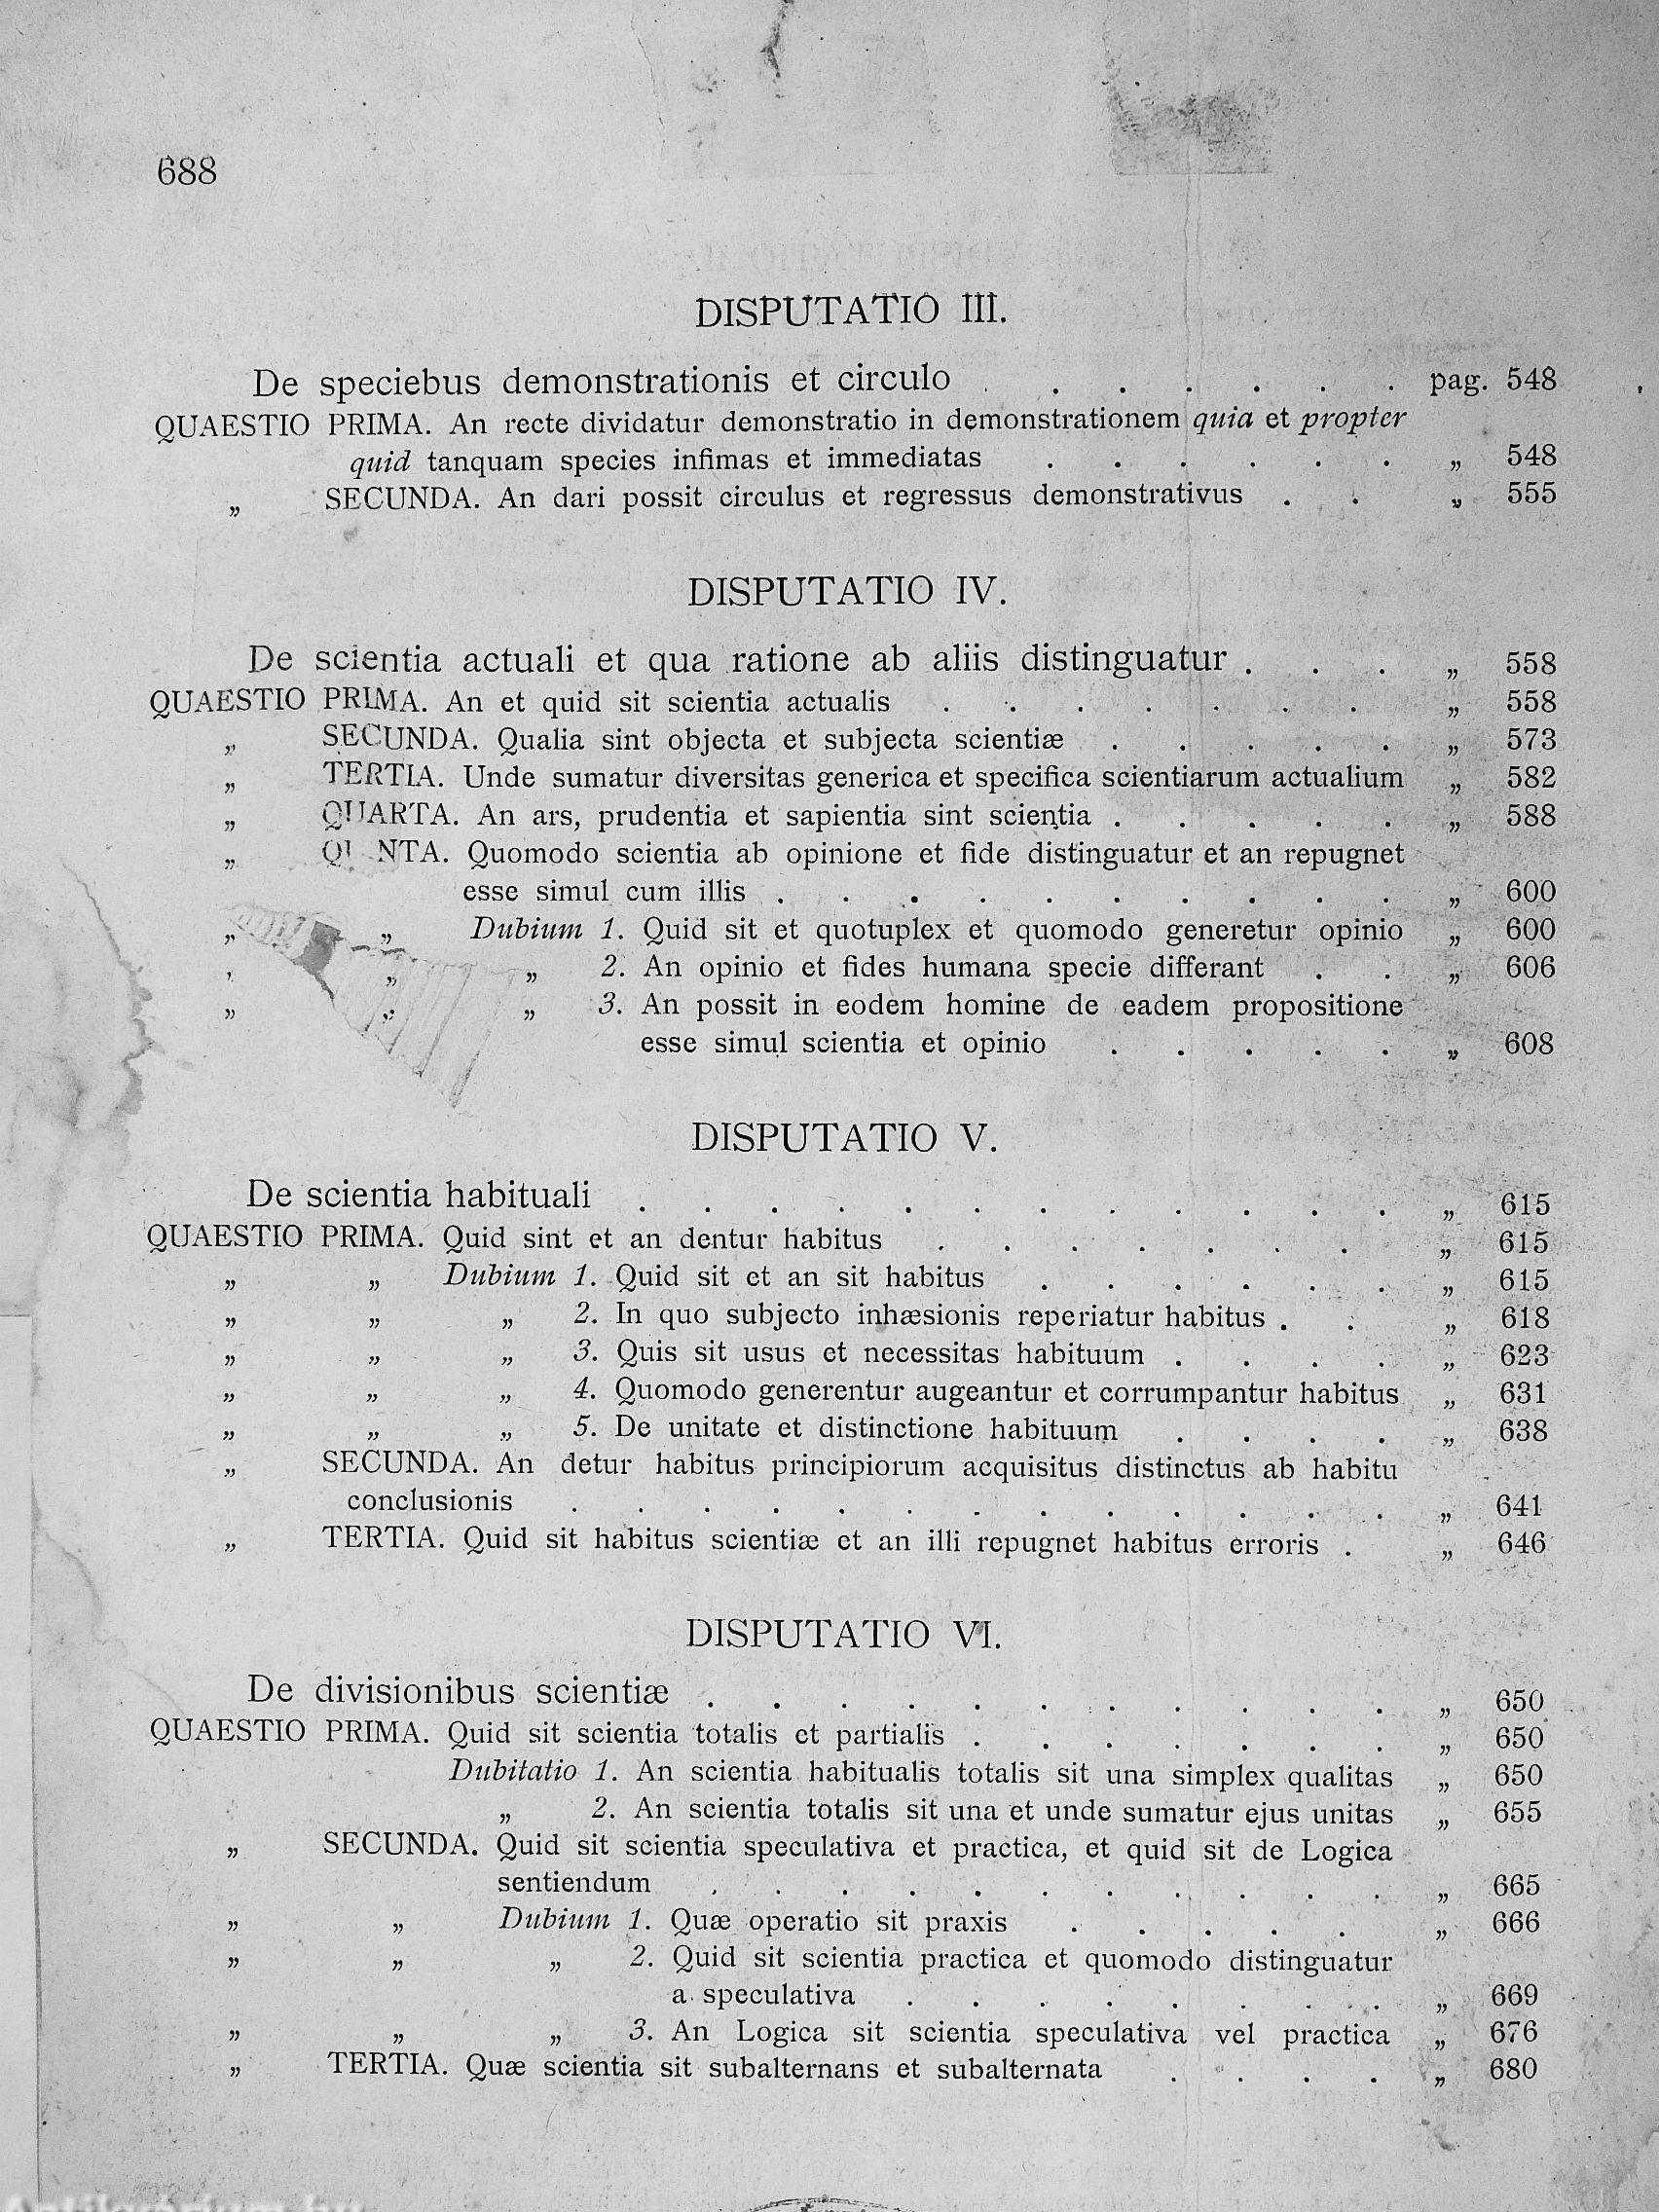 688
DISPUTATIO III.
De speciebus demonstrationis et circulo . . . . . . . pag. 548
QUAESTIO PRIMA. An recte dividatur demonstratio in demonstrationem quia et propter
quid tanquam species infimas et immediatas . . . . . . „ 548
„ SECUNDA. An dari possit circulus et regressus demonstrativus . . „ 555
DISPUTATIO IV.
De scientia actuali et qua ratione ab aliis distinguatur . . . „ 558
QUAESTIO PRIMA. An et quid sit scientia actualis . . . . . . . „ 558
„ SECUNDA. Qualia sint objecta et subjecta scientiæ . . . . . „ 573
„ TERTIA. Unde sumatur diversitas generica et specifica scientiarum actualium „ 582
„ QUARTA. An ars, prudentia et sapientia sint scientia . . . . . „ 588
„ QU NTA. Quomodo scientia ab opinione et fide distinguatur et an repugnet
esse simul cum illis . . . . . . . . . . „ 600
„ „ Dubium 1. Quid sit et quotuplex et quomodo generetur opinio „ 600
„ „ „ 2. An opinio et fides humana specie differant . . „ 606
„ „ „ 3. An possit in eodem homine de eadem propositione
esse simul scientia et opinio . . . . . „ 608
DISPUTATIO V.
De scientia habituali . . . . . . . . . . . . „ 615
QUAESTIO PRIMA. Quid sint et an dentur habitus . . . . . . . „ 615
„ „ Dubium 1. Quid sit et an sit habitus . . . . . . „ 615
„ „ „ 2. In quo subjecto inhæsionis reperiatur habitus . . „ 618
„ „ „ 3. Quis sit usus et necessitas habituum . . . . „ 623
„ „ „ 4. Quomodo generentur augeantur et corrumpantur habitus „ 631
„ „ „ 5. De unitate et distinctione habituum . . . . „ 638
„ SECUNDA. An detur habitus principiorum acquisitus distinctus ab habitu
conclusionis . . . . . . . . . . . . . „ 641
„ TERTIA. Quid sit habitus scientiæ et an illi repugnet habitus erroris . „ 646
DISPUTATIO VI.
De divisionibus scientiæ . . . . . . . . . . . „ 650
QUAESTIO PRIMA. Quid sit scientia totalis et partialis . . . . . . . „ 650
Dubitatio 1. An scientia habitualis totalis sit una simplex qualitas „ 650
„ 2. An scientia totalis sit una et unde sumatur ejus unitas „ 655
„ SECUNDA. Quid sit scientia speculativa et practica, et quid sit de Logica
sentiendum . . . . . . . . . . . „ 665
„ „ Dubium 1. Quæ operatio sit praxis . . . . . „ 666
„ „ „ 2. Quid sit scientia practica et quomodo distinguatur
a speculativa . . . . . . . . „ 669
„ „ „ 3. An Logica sit scientia speculativa vel practica „ 676
„ TERTIA. Quæ scientia sit subalternans et subalternata . . . . „ 680